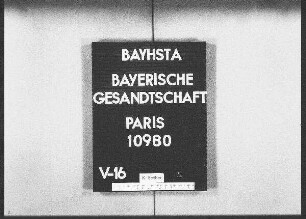 BAYHSTA
BAYERISCHE
GESANDTSCHAFT
PARIS
10980
V-16